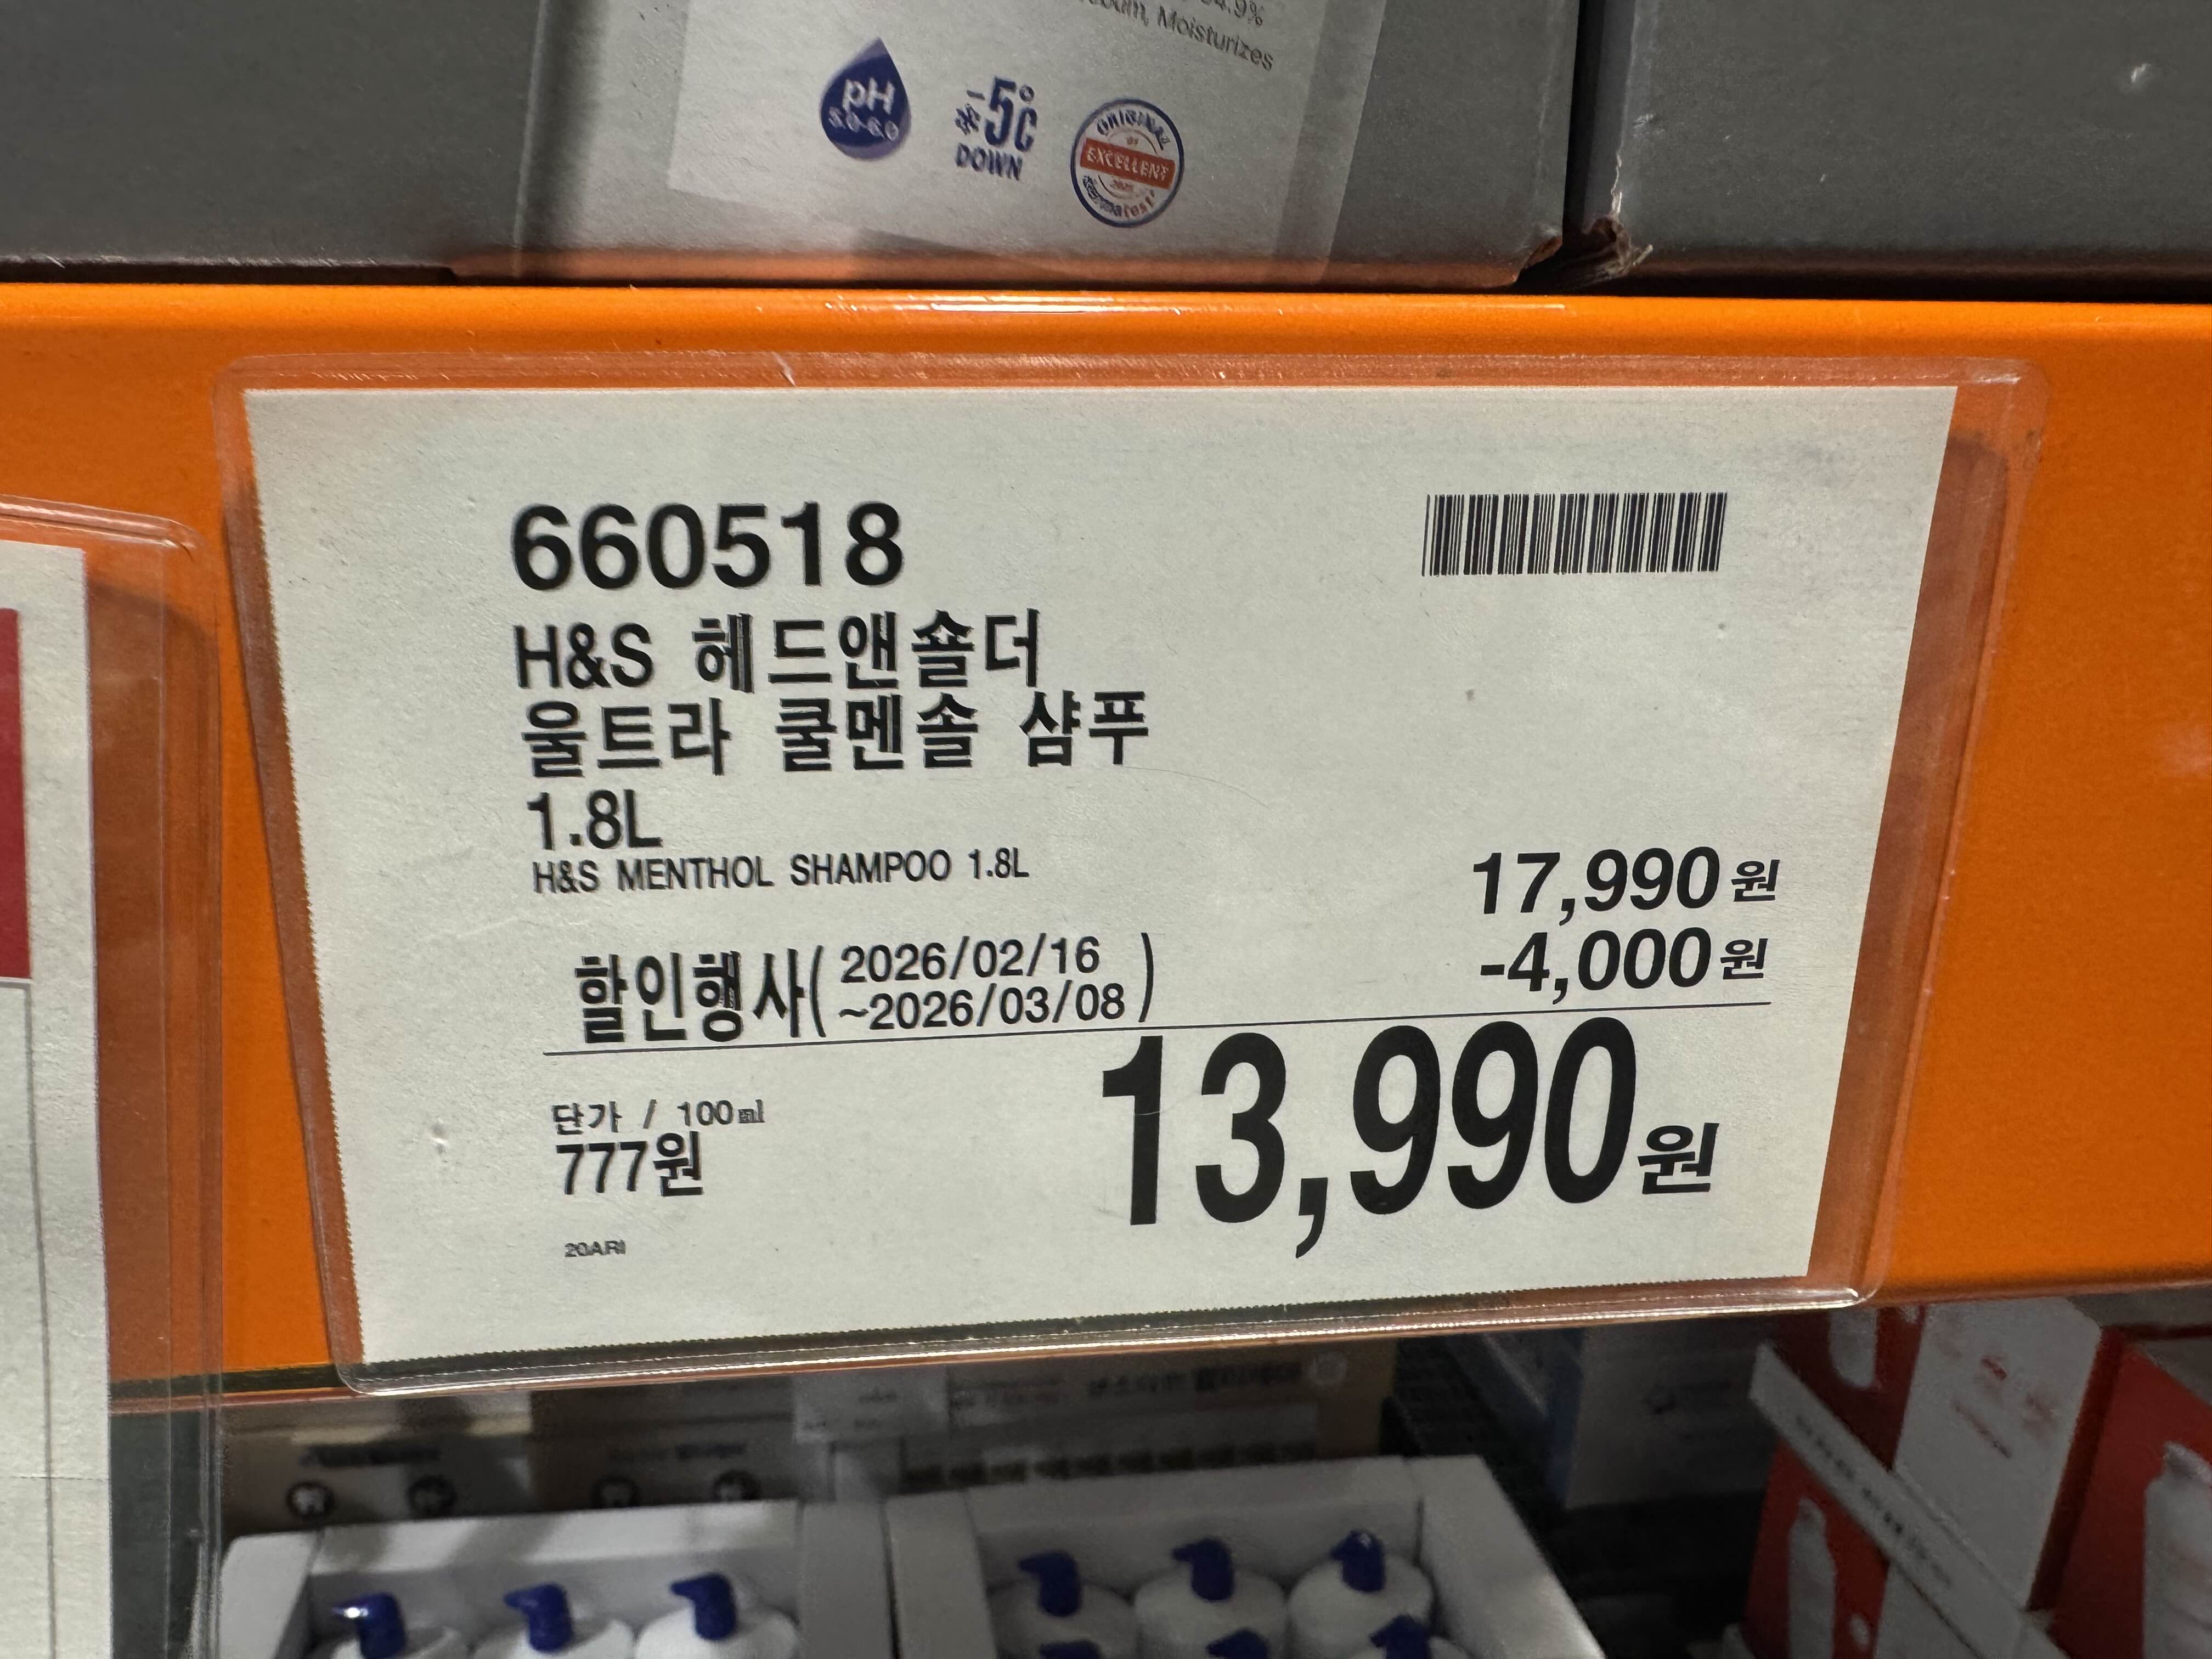 Moisturizes
pH
5.0-6.0
-5℃
DOWN
ORIGINAL
EXCELLENT
660518
H&S 헤드앤숄더
울트라 쿨멘솔 샴푸
1.8L
H&S MENTHOL SHAMPOO 1.8L
17,990원
할인행사( 2026/02/16
~2026/03/08 )
-4,000원
13,990원
단가 / 100ml
777원
20ARI